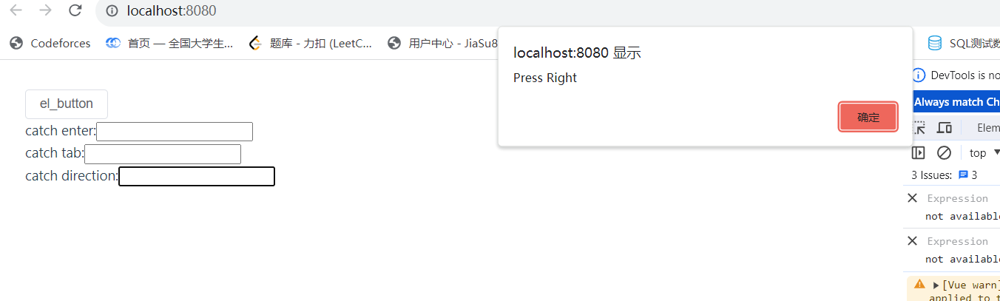 localhost:8080
Codeforces
首页 — 全国大学生...
题库 - 力扣 (LeetC...
用户中心 - JiaSu8
SQL测试数
localhost:8080 显示
Press Right
确定
DevTools is no
Always match Ch
Elem
top
3 Issues: 3
Expression
not available
Expression
not available
[Vue warn]
applied to t
el_button
catch enter:
catch tab:
catch direction: